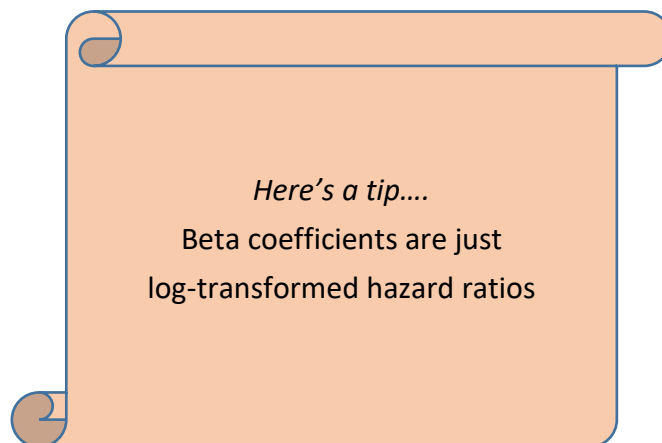 Here’s a tip….
Beta coefficients are just
log-transformed hazard ratios